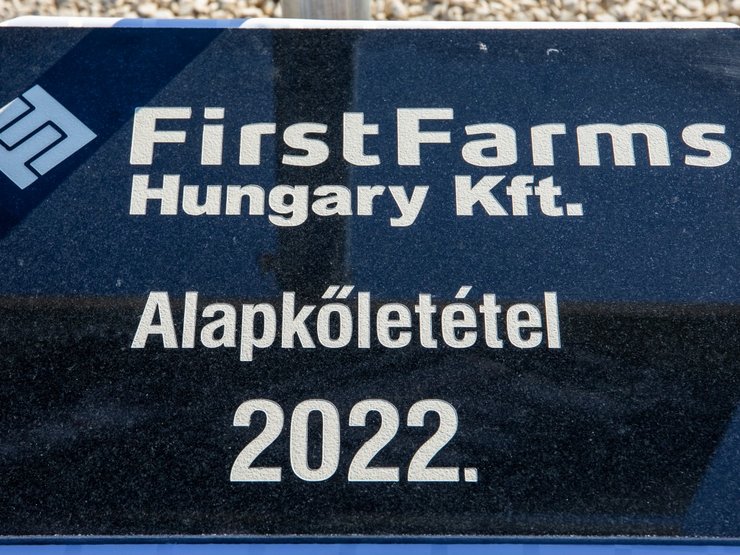 FirstFarms
Hungary Kft.
Alapkőletétel
2022.